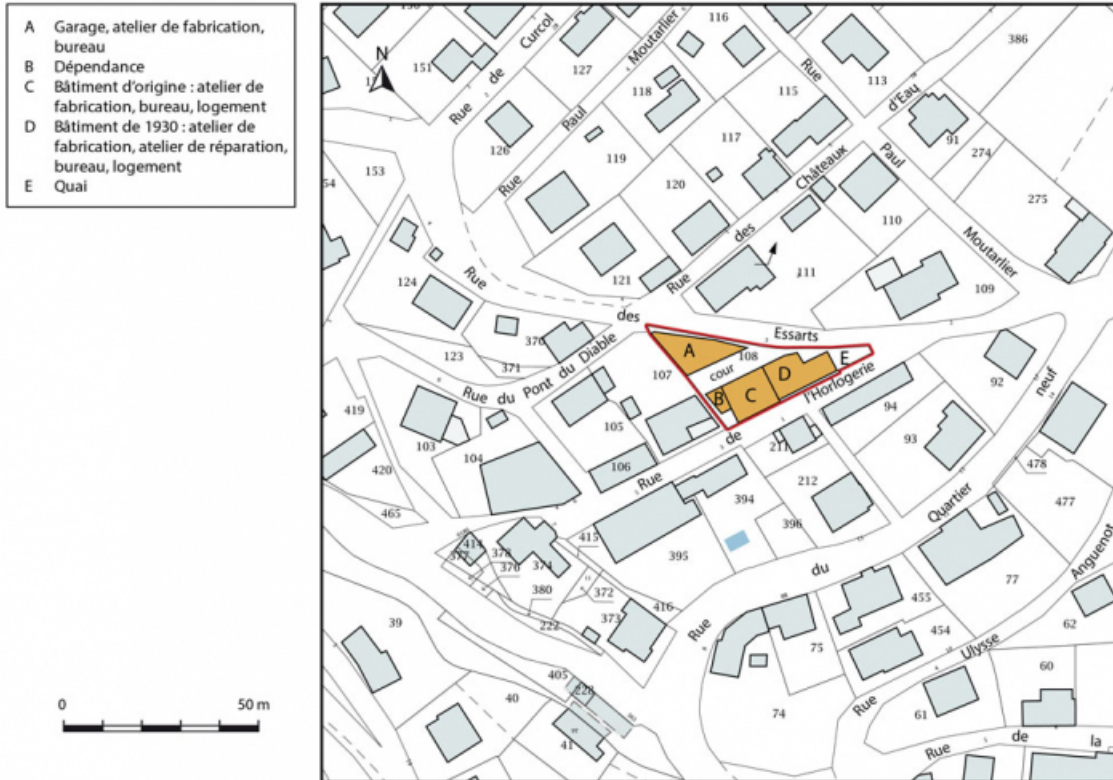 A Garage, atelier de fabrication,
bureau
B Dépendance
C Bâtiment d'origine : atelier de
fabrication, bureau, logement
D Bâtiment de 1930 : atelier de
fabrication, atelier de réparation,
bureau, logement
E Quai
0 50 m
N
151
Rue de Curcol
127
Rue Paul Moutarlier
116
118
Rue d'Eau
113
386
115
117
126
119
120
91
274
153
54
275
Rue des Châteaux
Paul Moutarlier
110
121
111
109
124
Rue des Essarts
370
371
123
Rue du Pont du Diable
107
A
108
cour
B
C
D
E
Rue de l'Horlogerie
92
94
93
419
420
103
104
105
106
211
212
394
396
395
465
478
477
Rue du Quartier neuf
414
377
378
376
374
380
415
372
373
416
222
39
405
228
40
41
75
74
455
454
77
62
Rue Ulysse Anguenot
60
61
Rue de la